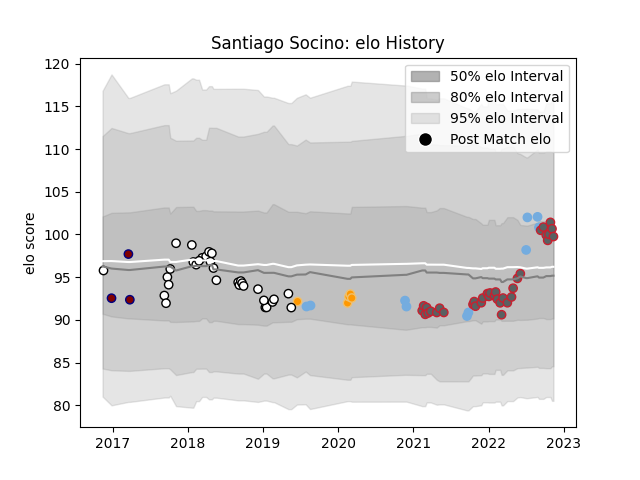 Santiago Socino: elo History
120
115
110
105
100
95
90
85
80
elo score
50% elo Interval
80% elo Interval
95% elo Interval
Post Match elo
2017
2018
2019
2020
2021
2022
2023